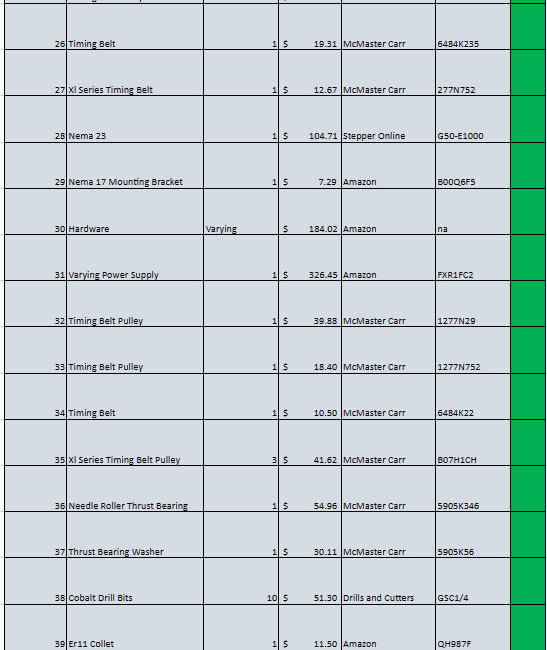 26 Timing Belt 1 $ 19.31 McMaster Carr 6484K235
27 Xl Series Timing Belt 1 $ 12.67 McMaster Carr 277N752
28 Nema 23 1 $ 104.71 Stepper Online G50-E1000
29 Nema 17 Mounting Bracket 1 $ 7.29 Amazon B00Q6F5
30 Hardware Varying $ 184.02 Amazon na
31 Varying Power Supply 1 $ 326.45 Amazon FXR1FC2
32 Timing Belt Pulley 1 $ 39.88 McMaster Carr 1277N29
33 Timing Belt Pulley 1 $ 18.40 McMaster Carr 1277N752
34 Timing Belt 1 $ 10.50 McMaster Carr 6484K22
35 Xl Series Timing Belt Pulley 3 $ 41.62 McMaster Carr B07H1CH
36 Needle Roller Thrust Bearing 1 $ 54.96 McMaster Carr 5905K346
37 Thrust Bearing Washer 1 $ 30.11 McMaster Carr 5905K56
38 Cobalt Drill Bits 10 $ 51.30 Drills and Cutters GSC1/4
39 Er11 Collet 1 $ 11.50 Amazon QH987F